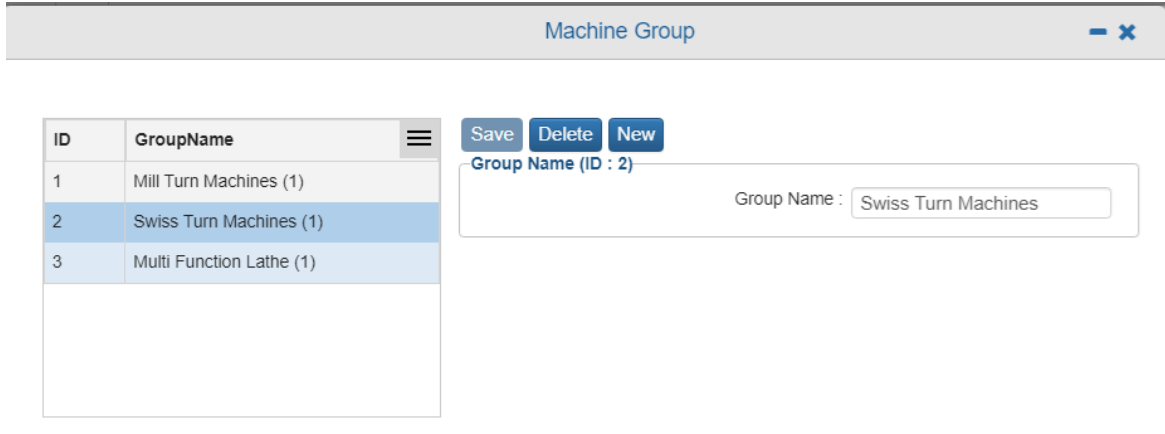 Machine Group
ID GroupName
1 Mill Turn Machines (1)
2 Swiss Turn Machines (1)
3 Multi Function Lathe (1)
Save Delete New
Group Name (ID : 2)
Group Name : Swiss Turn Machines